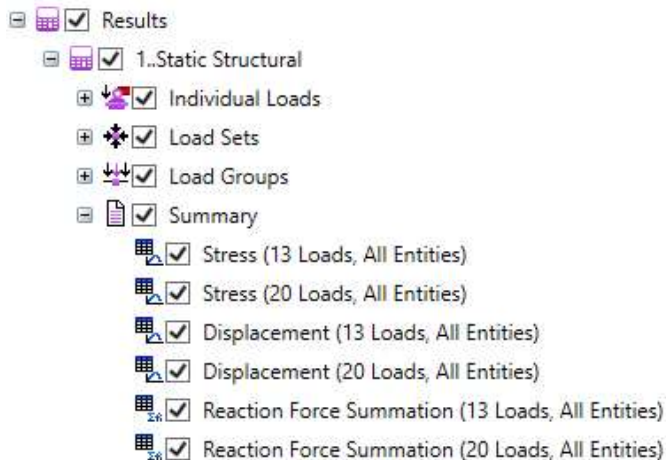 Results
1..Static Structural
Individual Loads
Load Sets
Load Groups
Summary
Stress (13 Loads, All Entities)
Stress (20 Loads, All Entities)
Displacement (13 Loads, All Entities)
Displacement (20 Loads, All Entities)
Reaction Force Summation (13 Loads, All Entities)
Reaction Force Summation (20 Loads, All Entities)